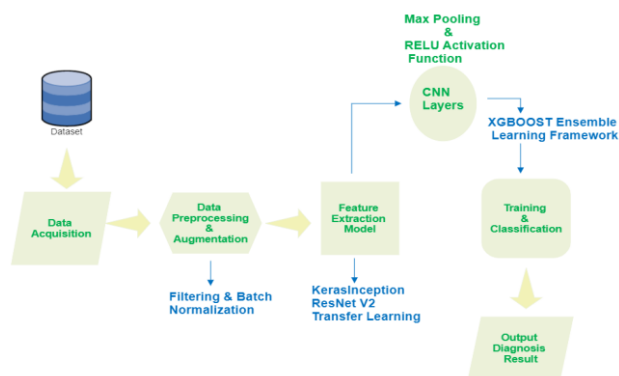 Dataset
Data
Acquisition
Data
Preprocessing
&
Augmentation
Filtering & Batch
Normalization
Feature
Extraction
Model
KerasInception
ResNet V2
Transfer Learning
Max Pooling
&
RELU Activation
Function
CNN
Layers
XGBOOST Ensemble
Learning Framework
Training
&
Classification
Output
Diagnosis
Result